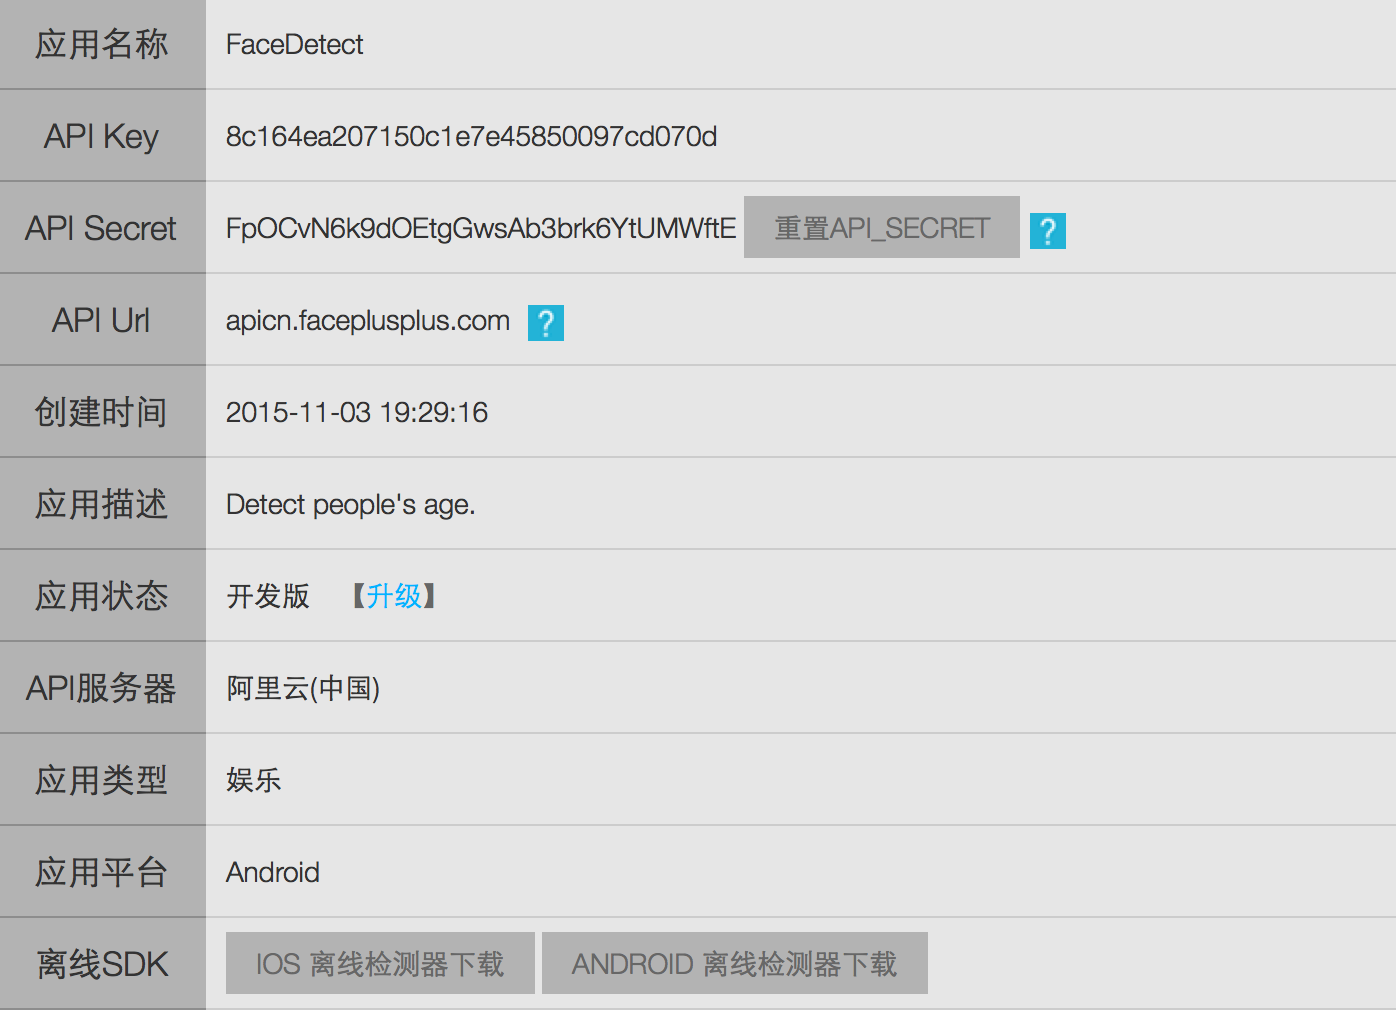 应用名称 FaceDetect
API Key 8c164ea207150c1e7e45850097cd070d
API Secret FpOCvN6k9dOEtgGwsAb3brk6YtUMWftE 重置API_SECRET ?
API Url apicn.faceplusplus.com ?
创建时间 2015-11-03 19:29:16
应用描述 Detect people's age.
应用状态 开发版 【升级】
API服务器 阿里云(中国)
应用类型 娱乐
应用平台 Android
离线SDK IOS 离线检测器下载 ANDROID 离线检测器下载